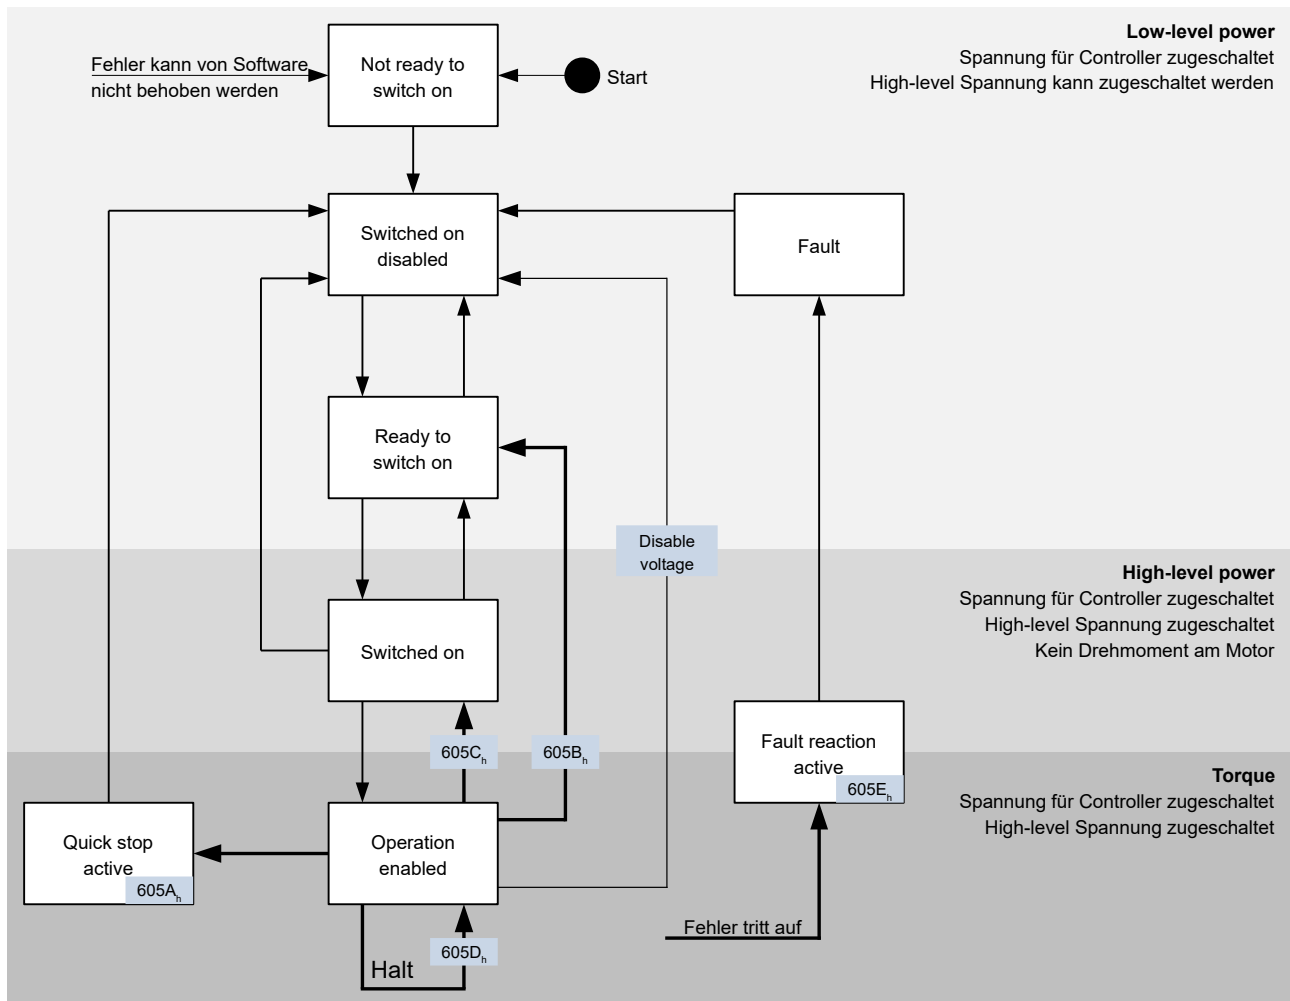 Low-level power
Spannung für Controller zugeschaltet
High-level Spannung kann zugeschaltet werden
Fehler kann von Software
nicht behoben werden
Not ready to
switch on
Start
Switched on
disabled
Fault
Ready to
switch on
Disable
voltage
High-level power
Spannung für Controller zugeschaltet
High-level Spannung zugeschaltet
Kein Drehmoment am Motor
Switched on
605Ch
605Bh
Fault reaction
active
605Eh
Torque
Spannung für Controller zugeschaltet
High-level Spannung zugeschaltet
Quick stop
active
605Ah
Operation
enabled
Fehler tritt auf
605Dh
Halt